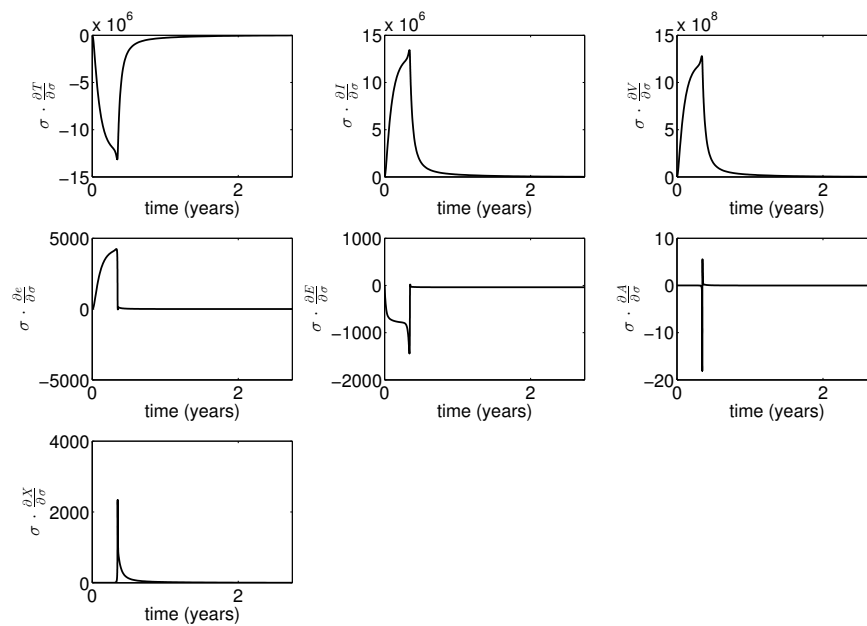 x 10^6
0
−5
−10
−15
0 2
time (years)
σ · ∂T/∂σ
x 10^6
15
10
5
0
0 2
time (years)
σ · ∂I/∂σ
x 10^8
15
10
5
0
0 2
time (years)
σ · ∂V/∂σ
5000
0
−5000
0 2
time (years)
σ · ∂e/∂σ
1000
0
−1000
−2000
0 2
time (years)
σ · ∂E/∂σ
10
0
−10
−20
0 2
time (years)
σ · ∂A/∂σ
4000
2000
0
0 2
time (years)
σ · ∂X/∂σ